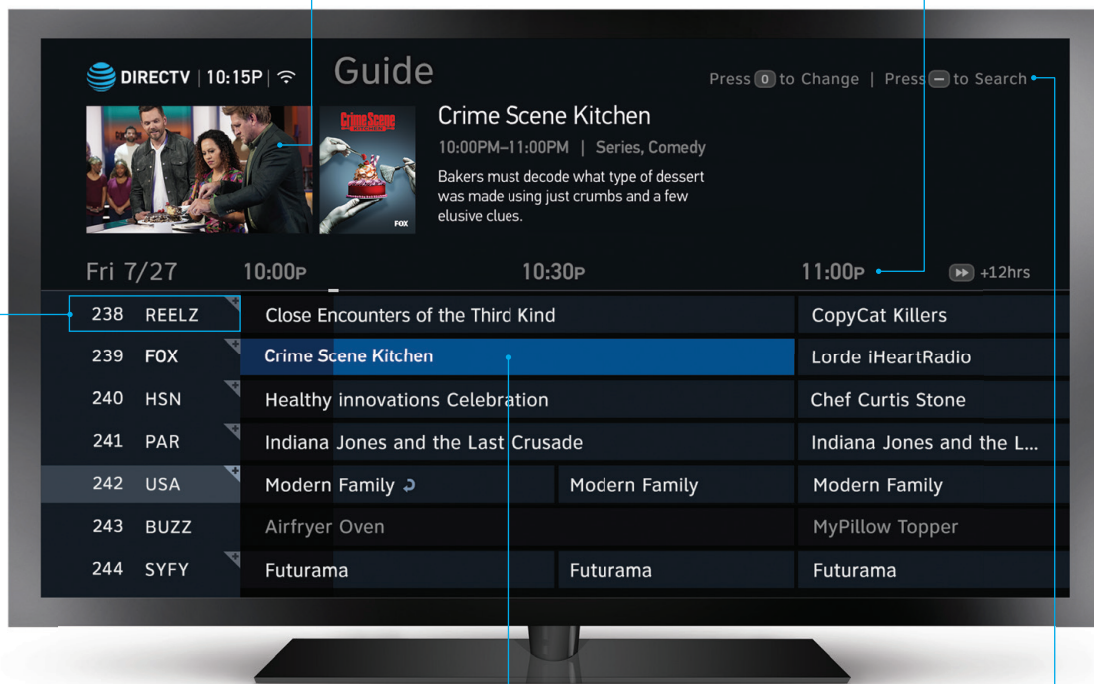 DIRECTV | 10:15P |
Guide
Press 0 to Change | Press — to Search
Crime Scene
FOX
Crime Scene Kitchen
10:00PM–11:00PM | Series, Comedy
Bakers must decode what type of dessert
was made using just crumbs and a few
elusive clues.
Fri 7/27 10:00P 10:30P 11:00P +12hrs
238 REELZ Close Encounters of the Third Kind CopyCat Killers
239 FOX Crime Scene Kitchen Lorde iHeartRadio
240 HSN Healthy innovations Celebration Chef Curtis Stone
241 PAR Indiana Jones and the Last Crusade Indiana Jones and the L...
242 USA Modern Family Modern Family Modern Family
243 BUZZ Airfryer Oven MyPillow Topper
244 SYFY Futurama Futurama Futurama